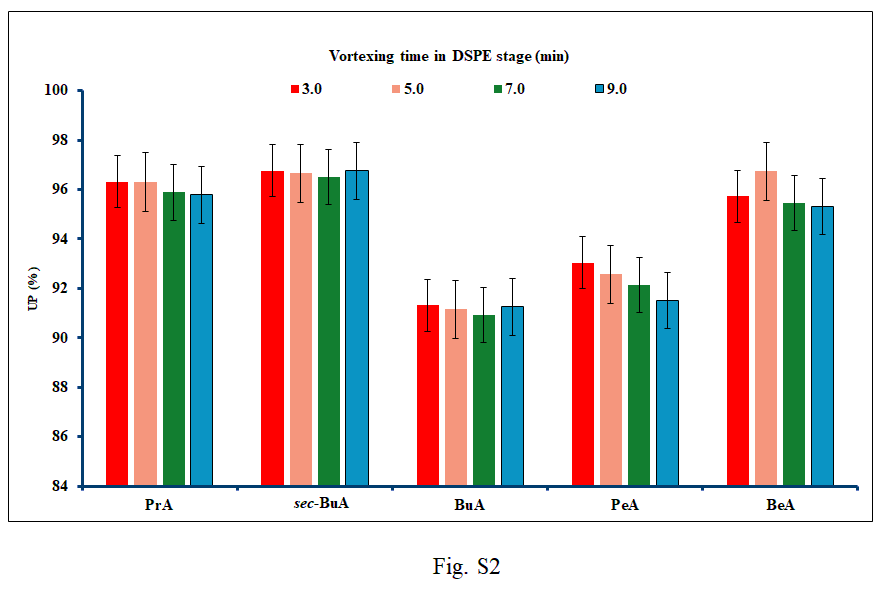 Vortexing time in DSPE stage (min)
3.0 5.0 7.0 9.0
100
98
96
94
92
90
88
86
84
UP (%)
PrA sec-BuA BuA PeA BeA
Fig. S2